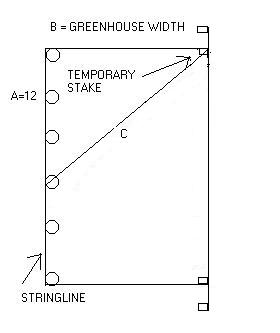 B = GREENHOUSE WIDTH
TEMPORARY
STAKE
A=12
C
STRINGLINE